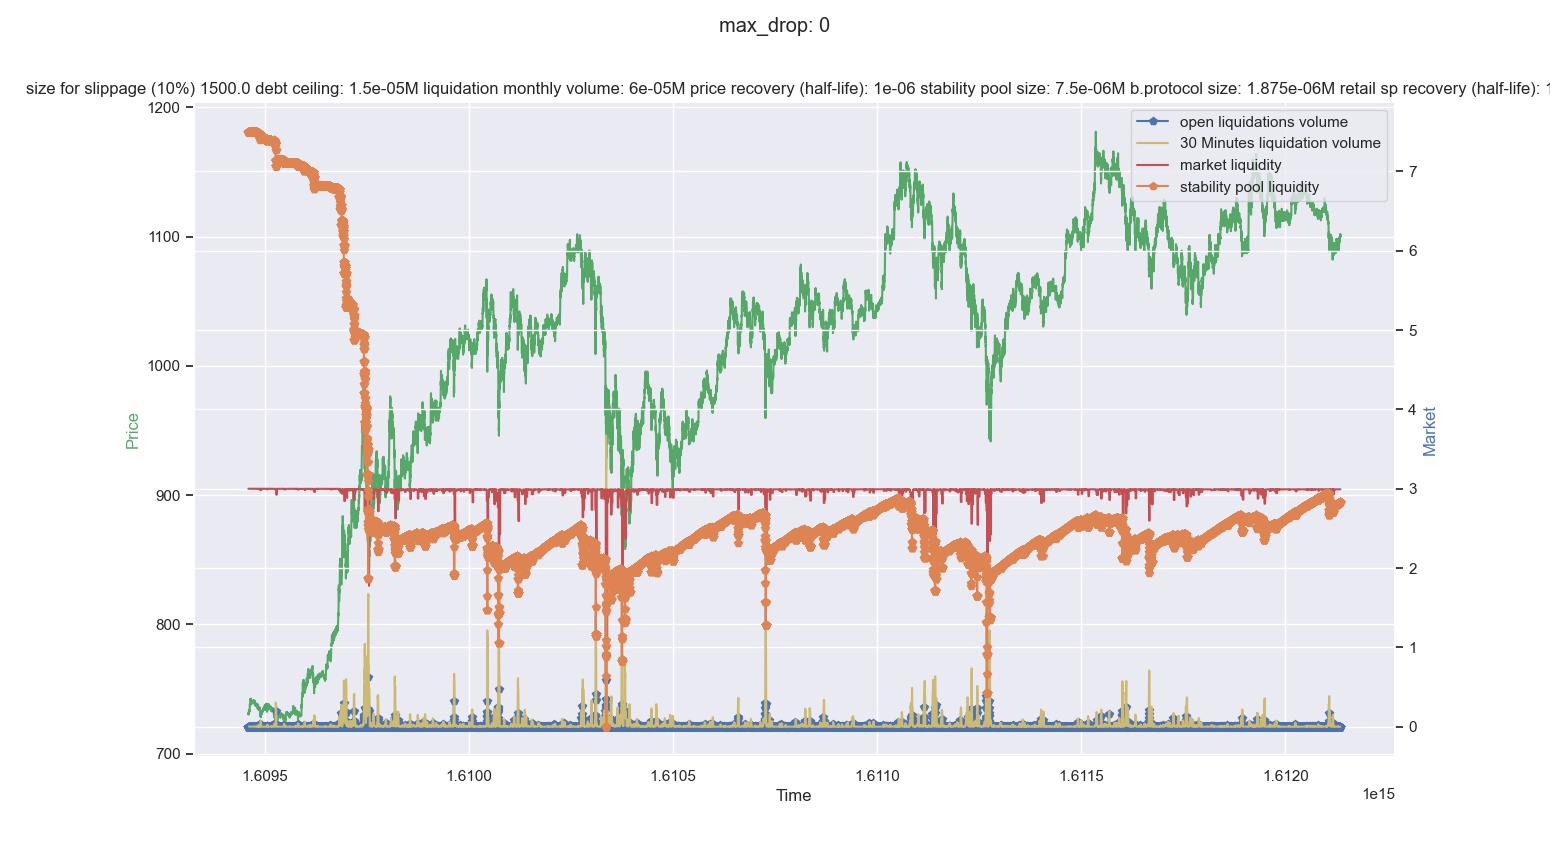 max_drop: 0
size for slippage (10%) 1500.0 debt ceiling: 1.5e-05M liquidation monthly volume: 6e-05M price recovery (half-life): 1e-06 stability pool size: 7.5e-06M b.protocol size: 1.875e-06M retail sp recovery (half-life):
1200
1100
1000
900
800
700
Price
open liquidations volume
30 Minutes liquidation volume
market liquidity
stability pool liquidity
7
6
5
4
3
2
1
0
Market
1.6095
1.6100
1.6105
1.6110
1.6115
1.6120
1e15
Time